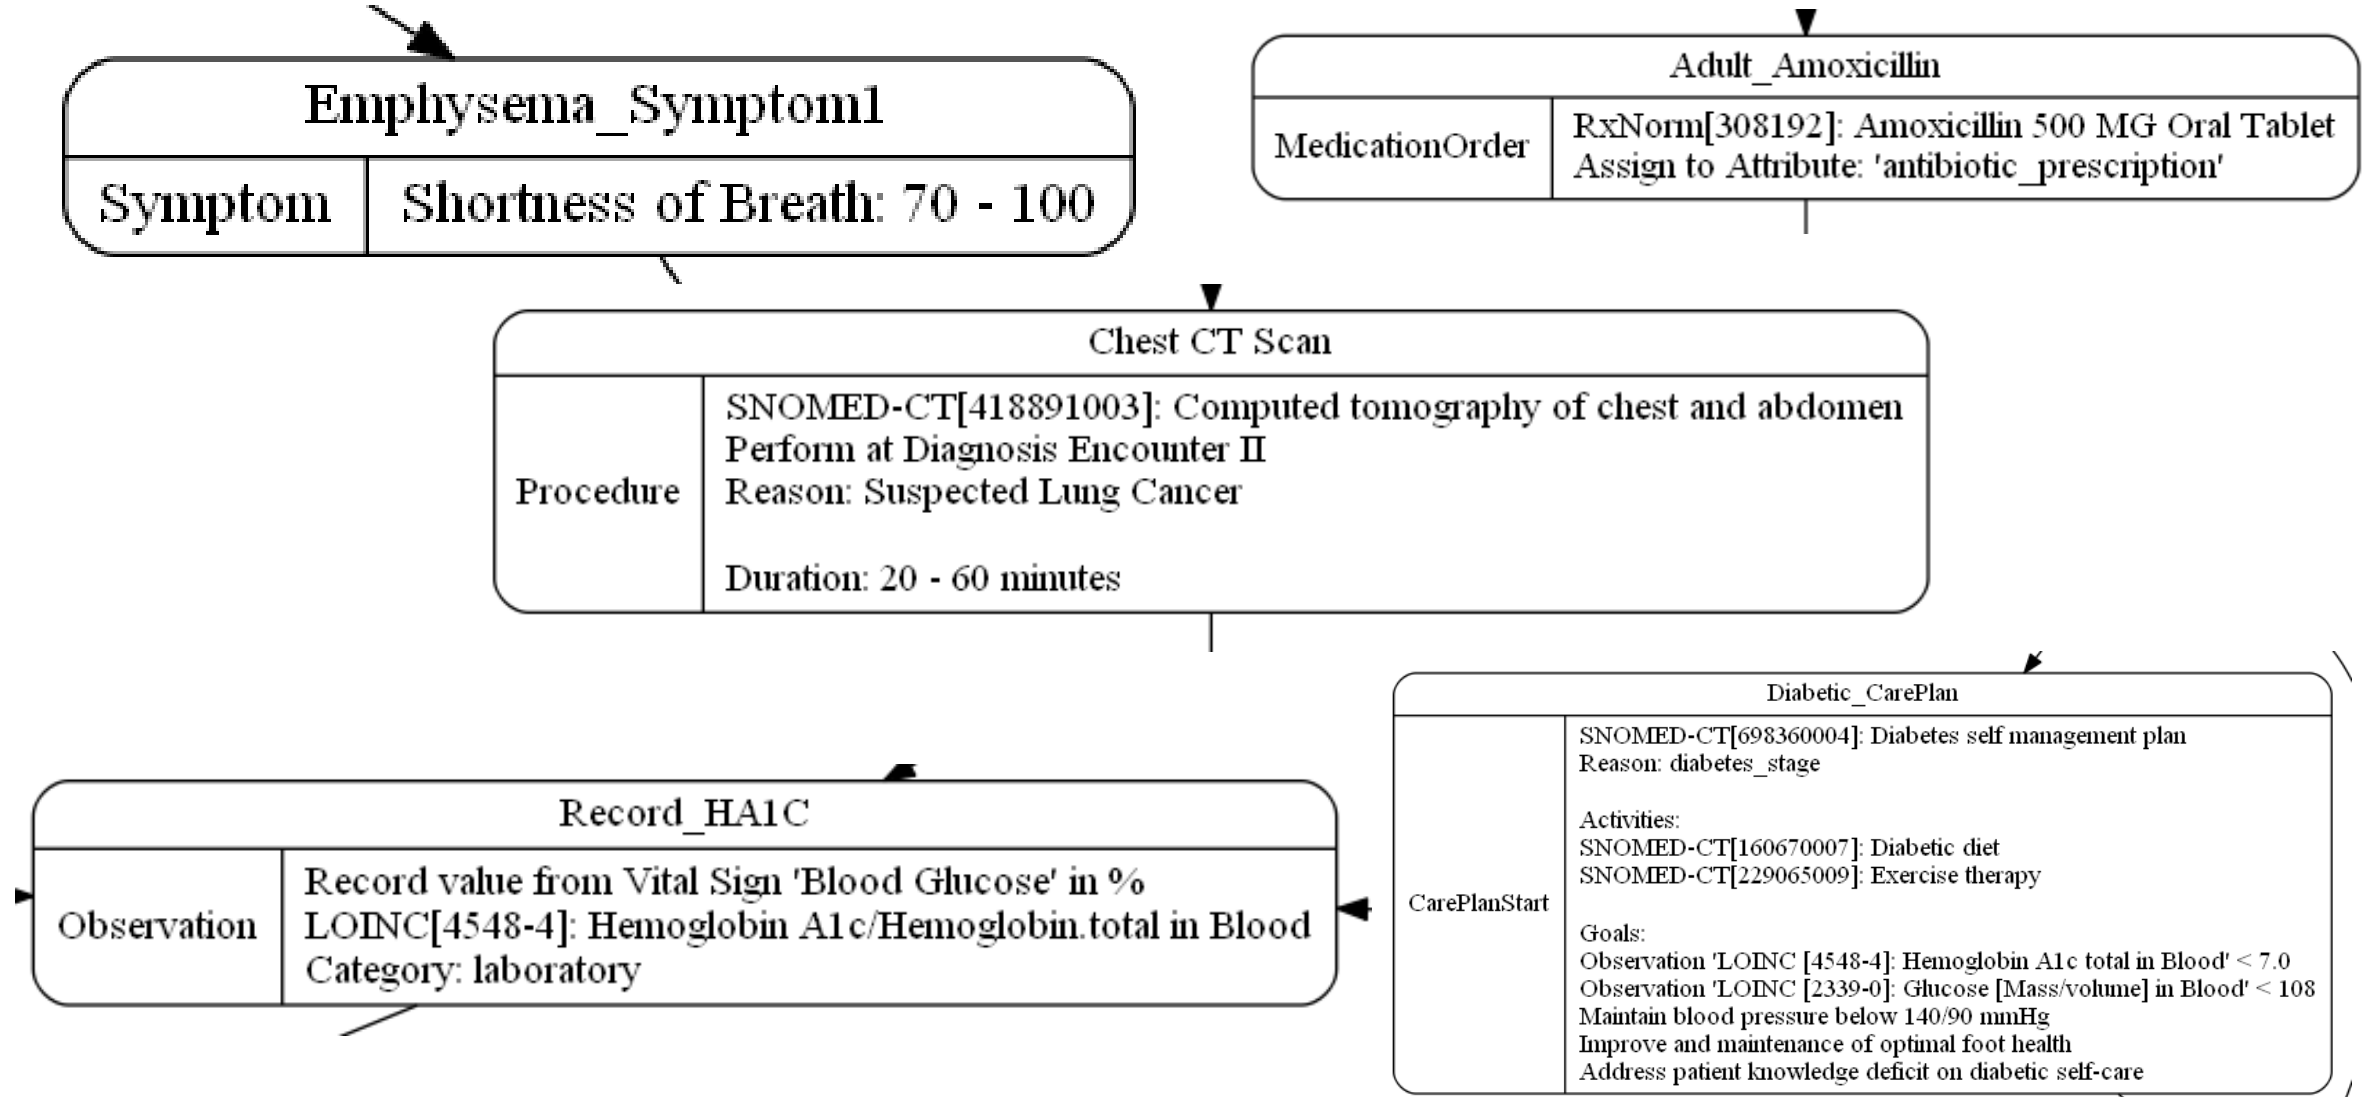 Emphysema_Symptom1
Symptom
Shortness of Breath: 70 - 100
Adult_Amoxicillin
MedicationOrder
RxNorm[308192]: Amoxicillin 500 MG Oral Tablet
Assign to Attribute: 'antibiotic_prescription'
Chest CT Scan
Procedure
SNOMED-CT[418891003]: Computed tomography of chest and abdomen
Perform at Diagnosis Encounter II
Reason: Suspected Lung Cancer
Duration: 20 - 60 minutes
Record_HA1C
Observation
Record value from Vital Sign 'Blood Glucose' in %
LOINC[4548-4]: Hemoglobin A1c/Hemoglobin.total in Blood
Category: laboratory
Diabetic_CarePlan
CarePlanStart
SNOMED-CT[698360004]: Diabetes self management plan
Reason: diabetes_stage
Activities:
SNOMED-CT[160670007]: Diabetic diet
SNOMED-CT[229065009]: Exercise therapy
Goals:
Observation 'LOINC [4548-4]: Hemoglobin A1c total in Blood' < 7.0
Observation 'LOINC [2339-0]: Glucose [Mass/volume] in Blood' < 108
Maintain blood pressure below 140/90 mmHg
Improve and maintenance of optimal foot health
Address patient knowledge deficit on diabetic self-care